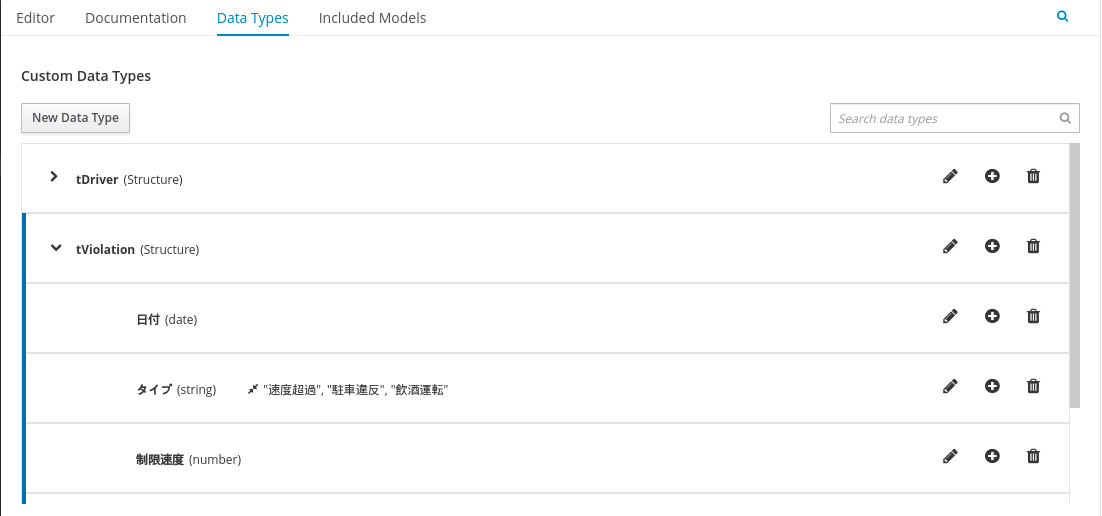 Editor Documentation Data Types Included Models
Custom Data Types
New Data Type Search data types
tDriver (Structure)
tViolation (Structure)
日付 (date)
タイプ (string) "速度超過", "駐車違反", "飲酒運転"
制限速度 (number)